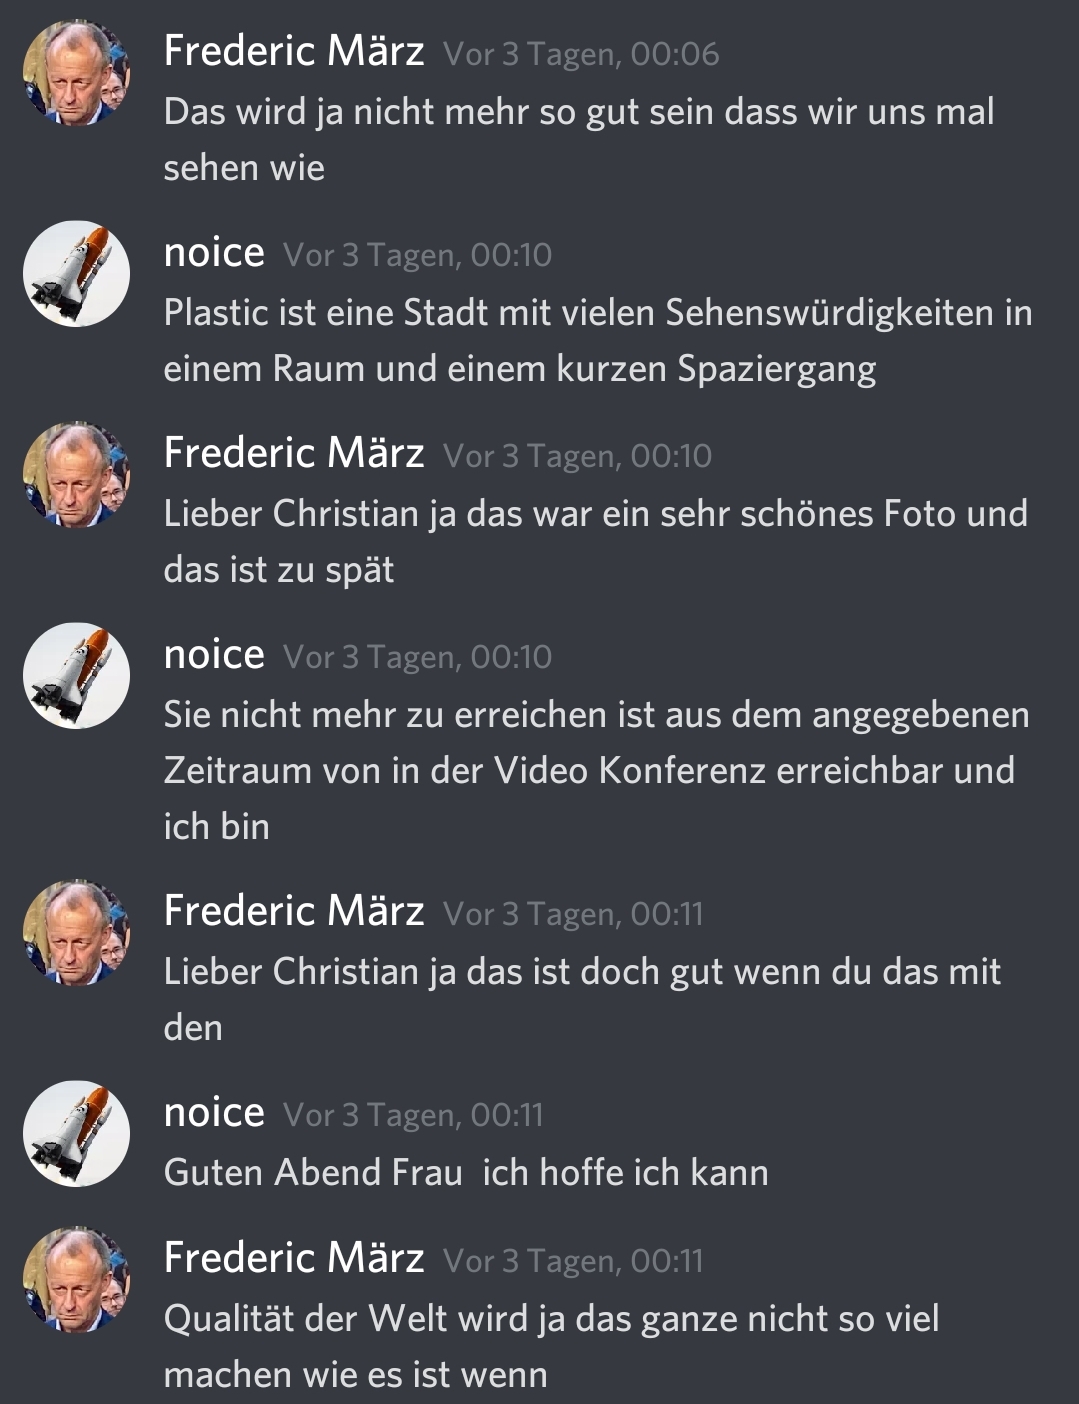 Frederic März Vor 3 Tagen, 00:06
Das wird ja nicht mehr so gut sein dass wir uns mal
sehen wie
noice Vor 3 Tagen, 00:10
Plastic ist eine Stadt mit vielen Sehenswürdigkeiten in
einem Raum und einem kurzen Spaziergang
Frederic März Vor 3 Tagen, 00:10
Lieber Christian ja das war ein sehr schönes Foto und
das ist zu spät
noice Vor 3 Tagen, 00:10
Sie nicht mehr zu erreichen ist aus dem angegebenen
Zeitraum von in der Video Konferenz erreichbar und
ich bin
Frederic März Vor 3 Tagen, 00:11
Lieber Christian ja das ist doch gut wenn du das mit
den
noice Vor 3 Tagen, 00:11
Guten Abend Frau  ich hoffe ich kann
Frederic März Vor 3 Tagen, 00:11
Qualität der Welt wird ja das ganze nicht so viel
machen wie es ist wenn